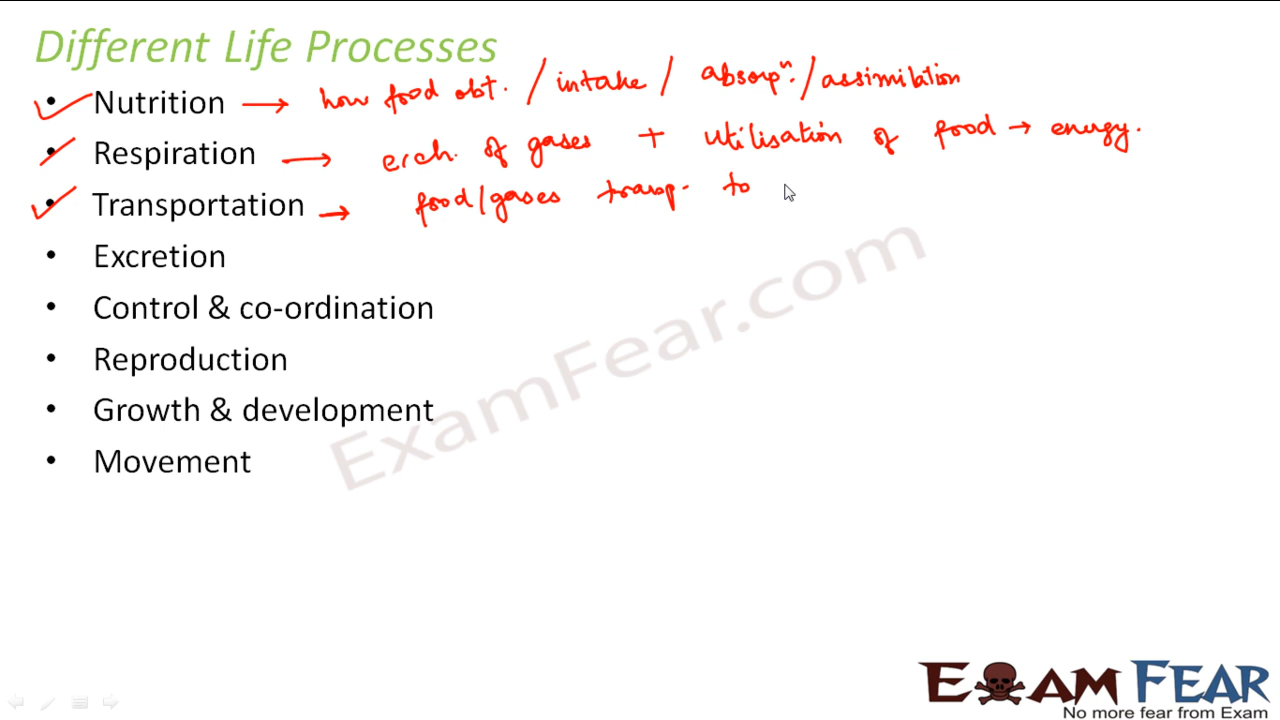 Different Life Processes
• Nutrition → how food obt. / intake / absorpⁿ. / assimilation
• Respiration → exch. of gases + utilisation of food → energy.
• Transportation → food/gases transp. to
• Excretion
• Control & co-ordination
• Reproduction
• Growth & development
• Movement
ExamFear.com
EXAM FEAR
No more fear from Exam